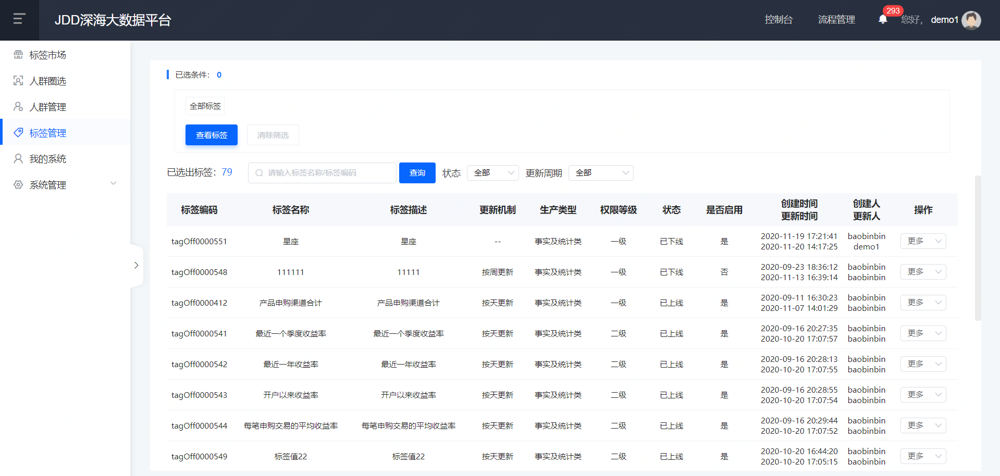 JDD深海大数据平台
控制台
流程管理
293
您好,
demo1
标签市场
人群圈选
人群管理
标签管理
我的系统
系统管理
已选条件： 0
全部标签
查看标签 清除筛选
已选出标签：79 请输入标签名称/标签编码 查询 状态 全部 更新周期 全部
标签编码 标签名称 标签描述 更新机制 生产类型 权限等级 状态 是否启用 创建时间 更新时间 创建人 更新人 操作
tagOff0000551 星座 星座 -- 事实及统计类 一级 已下线 是 2020-11-19 17:21:41 2020-11-20 14:17:25 baobinbin demo1 更多
tagOff0000548 111111 11111 按周更新 事实及统计类 一级 已下线 否 2020-09-23 18:36:12 2020-11-13 16:39:14 baobinbin baobinbin 更多
tagOff0000412 产品申购渠道合计 产品申购渠道合计 按天更新 事实及统计类 一级 已上线 是 2020-09-11 16:30:23 2020-11-07 14:01:29 baobinbin baobinbin 更多
tagOff0000541 最近一个季度收益率 最近一个季度收益率 按天更新 事实及统计类 二级 已上线 是 2020-09-16 20:27:35 2020-10-20 17:07:57 baobinbin baobinbin 更多
tagOff0000542 最近一年收益率 最近一年收益率 按天更新 事实及统计类 二级 已上线 是 2020-09-16 20:28:13 2020-10-20 17:07:55 baobinbin baobinbin 更多
tagOff0000543 开户以来收益率 开户以来收益率 按天更新 事实及统计类 二级 已上线 是 2020-09-16 20:28:55 2020-10-20 17:07:54 baobinbin baobinbin 更多
tagOff0000544 每笔申购交易的平均收益率 每笔申购交易的平均收益率 按天更新 事实及统计类 二级 已上线 是 2020-09-16 20:29:44 2020-10-20 17:07:52 baobinbin baobinbin 更多
tagOff0000549 标签值22 标签值22 按天更新 事实及统计类 二级 已上线 是 2020-10-20 16:44:20 2020-10-20 17:05:15 baobinbin baobinbin 更多